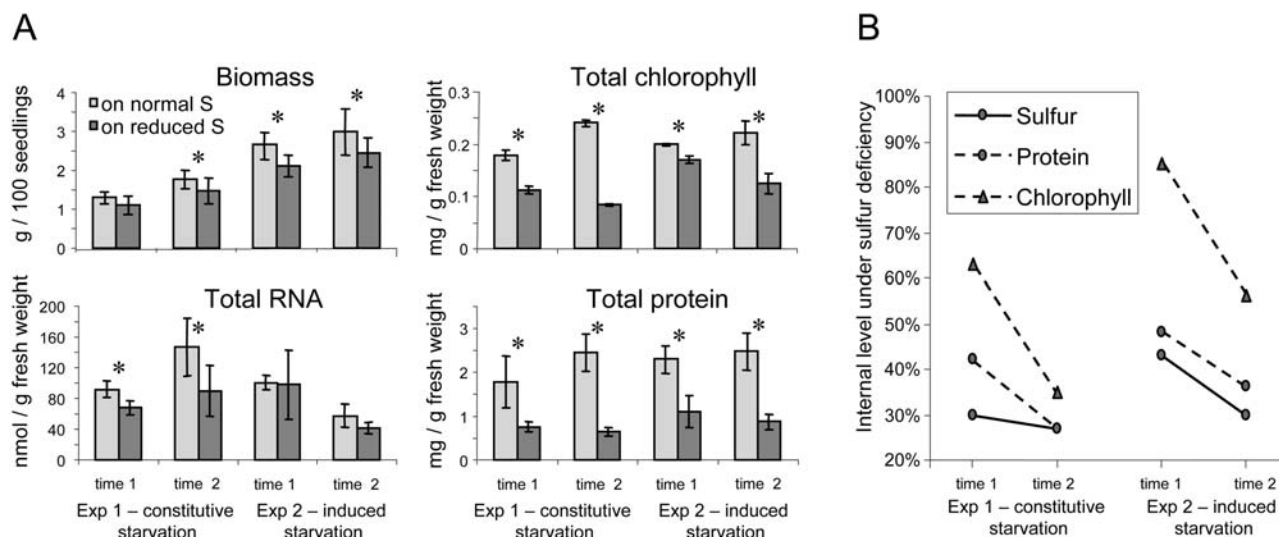 A
Biomass
on normal S
on reduced S
g / 100 seedlings
4
3
2
1
0
* * *
Total chlorophyll
mg / g fresh weight
0.3
0.2
0.1
0
* * * *
Total RNA
nmol / g fresh weight
200
160
120
80
40
0
* *
time 1 time 2 time 1 time 2
Exp 1 – constitutive starvation
Exp 2 – induced starvation
Total protein
mg / g fresh weight
3
2
1
0
* * * *
time 1 time 2 time 1 time 2
Exp 1 – constitutive starvation
Exp 2 – induced starvation
B
Internal level under sulfur deficiency
100%
90%
80%
70%
60%
50%
40%
30%
20%
Sulfur
Protein
Chlorophyll
time 1 time 2 time 1 time 2
Exp 1 – constitutive starvation
Exp 2 – induced starvation